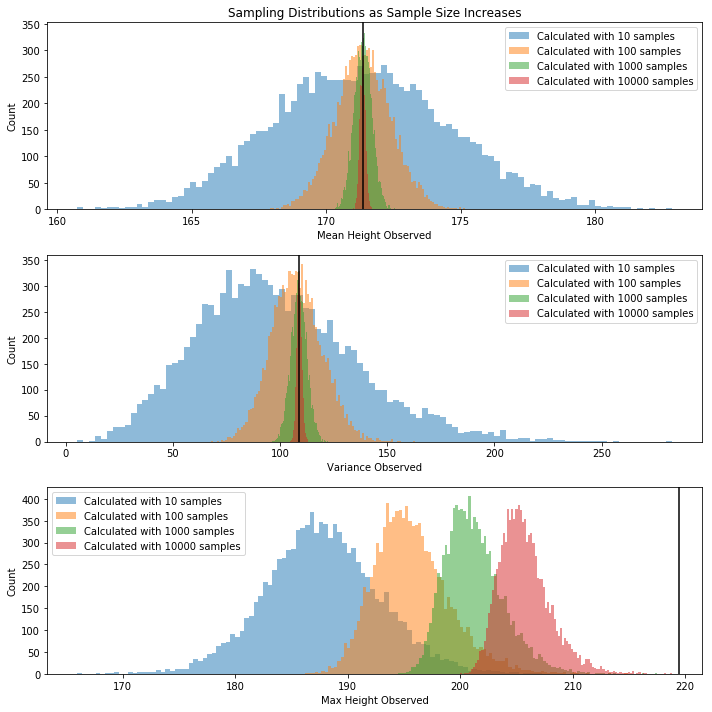 Sampling Distributions as Sample Size Increases
350
300
250
200
150
100
50
0
Count
Calculated with 10 samples
Calculated with 100 samples
Calculated with 1000 samples
Calculated with 10000 samples
160 165 170 175 180
Mean Height Observed
350
300
250
200
150
100
50
0
Count
Calculated with 10 samples
Calculated with 100 samples
Calculated with 1000 samples
Calculated with 10000 samples
0 50 100 150 200 250
Variance Observed
400
350
300
250
200
150
100
50
0
Count
Calculated with 10 samples
Calculated with 100 samples
Calculated with 1000 samples
Calculated with 10000 samples
170 180 190 200 210 220
Max Height Observed